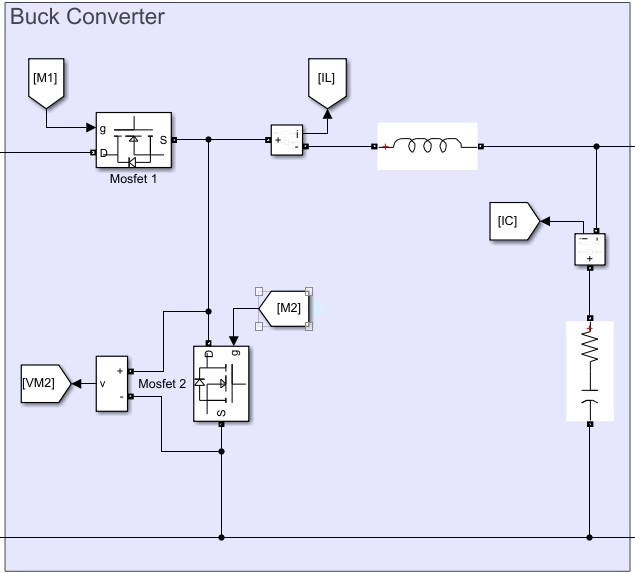 Buck Converter
[M1]
[IL]
g
D
S
Mosfet 1
+
i
-
+
[IC]
-
i
+
+
[M2]
D
g
S
Mosfet 2
[VM2]
v
+
-